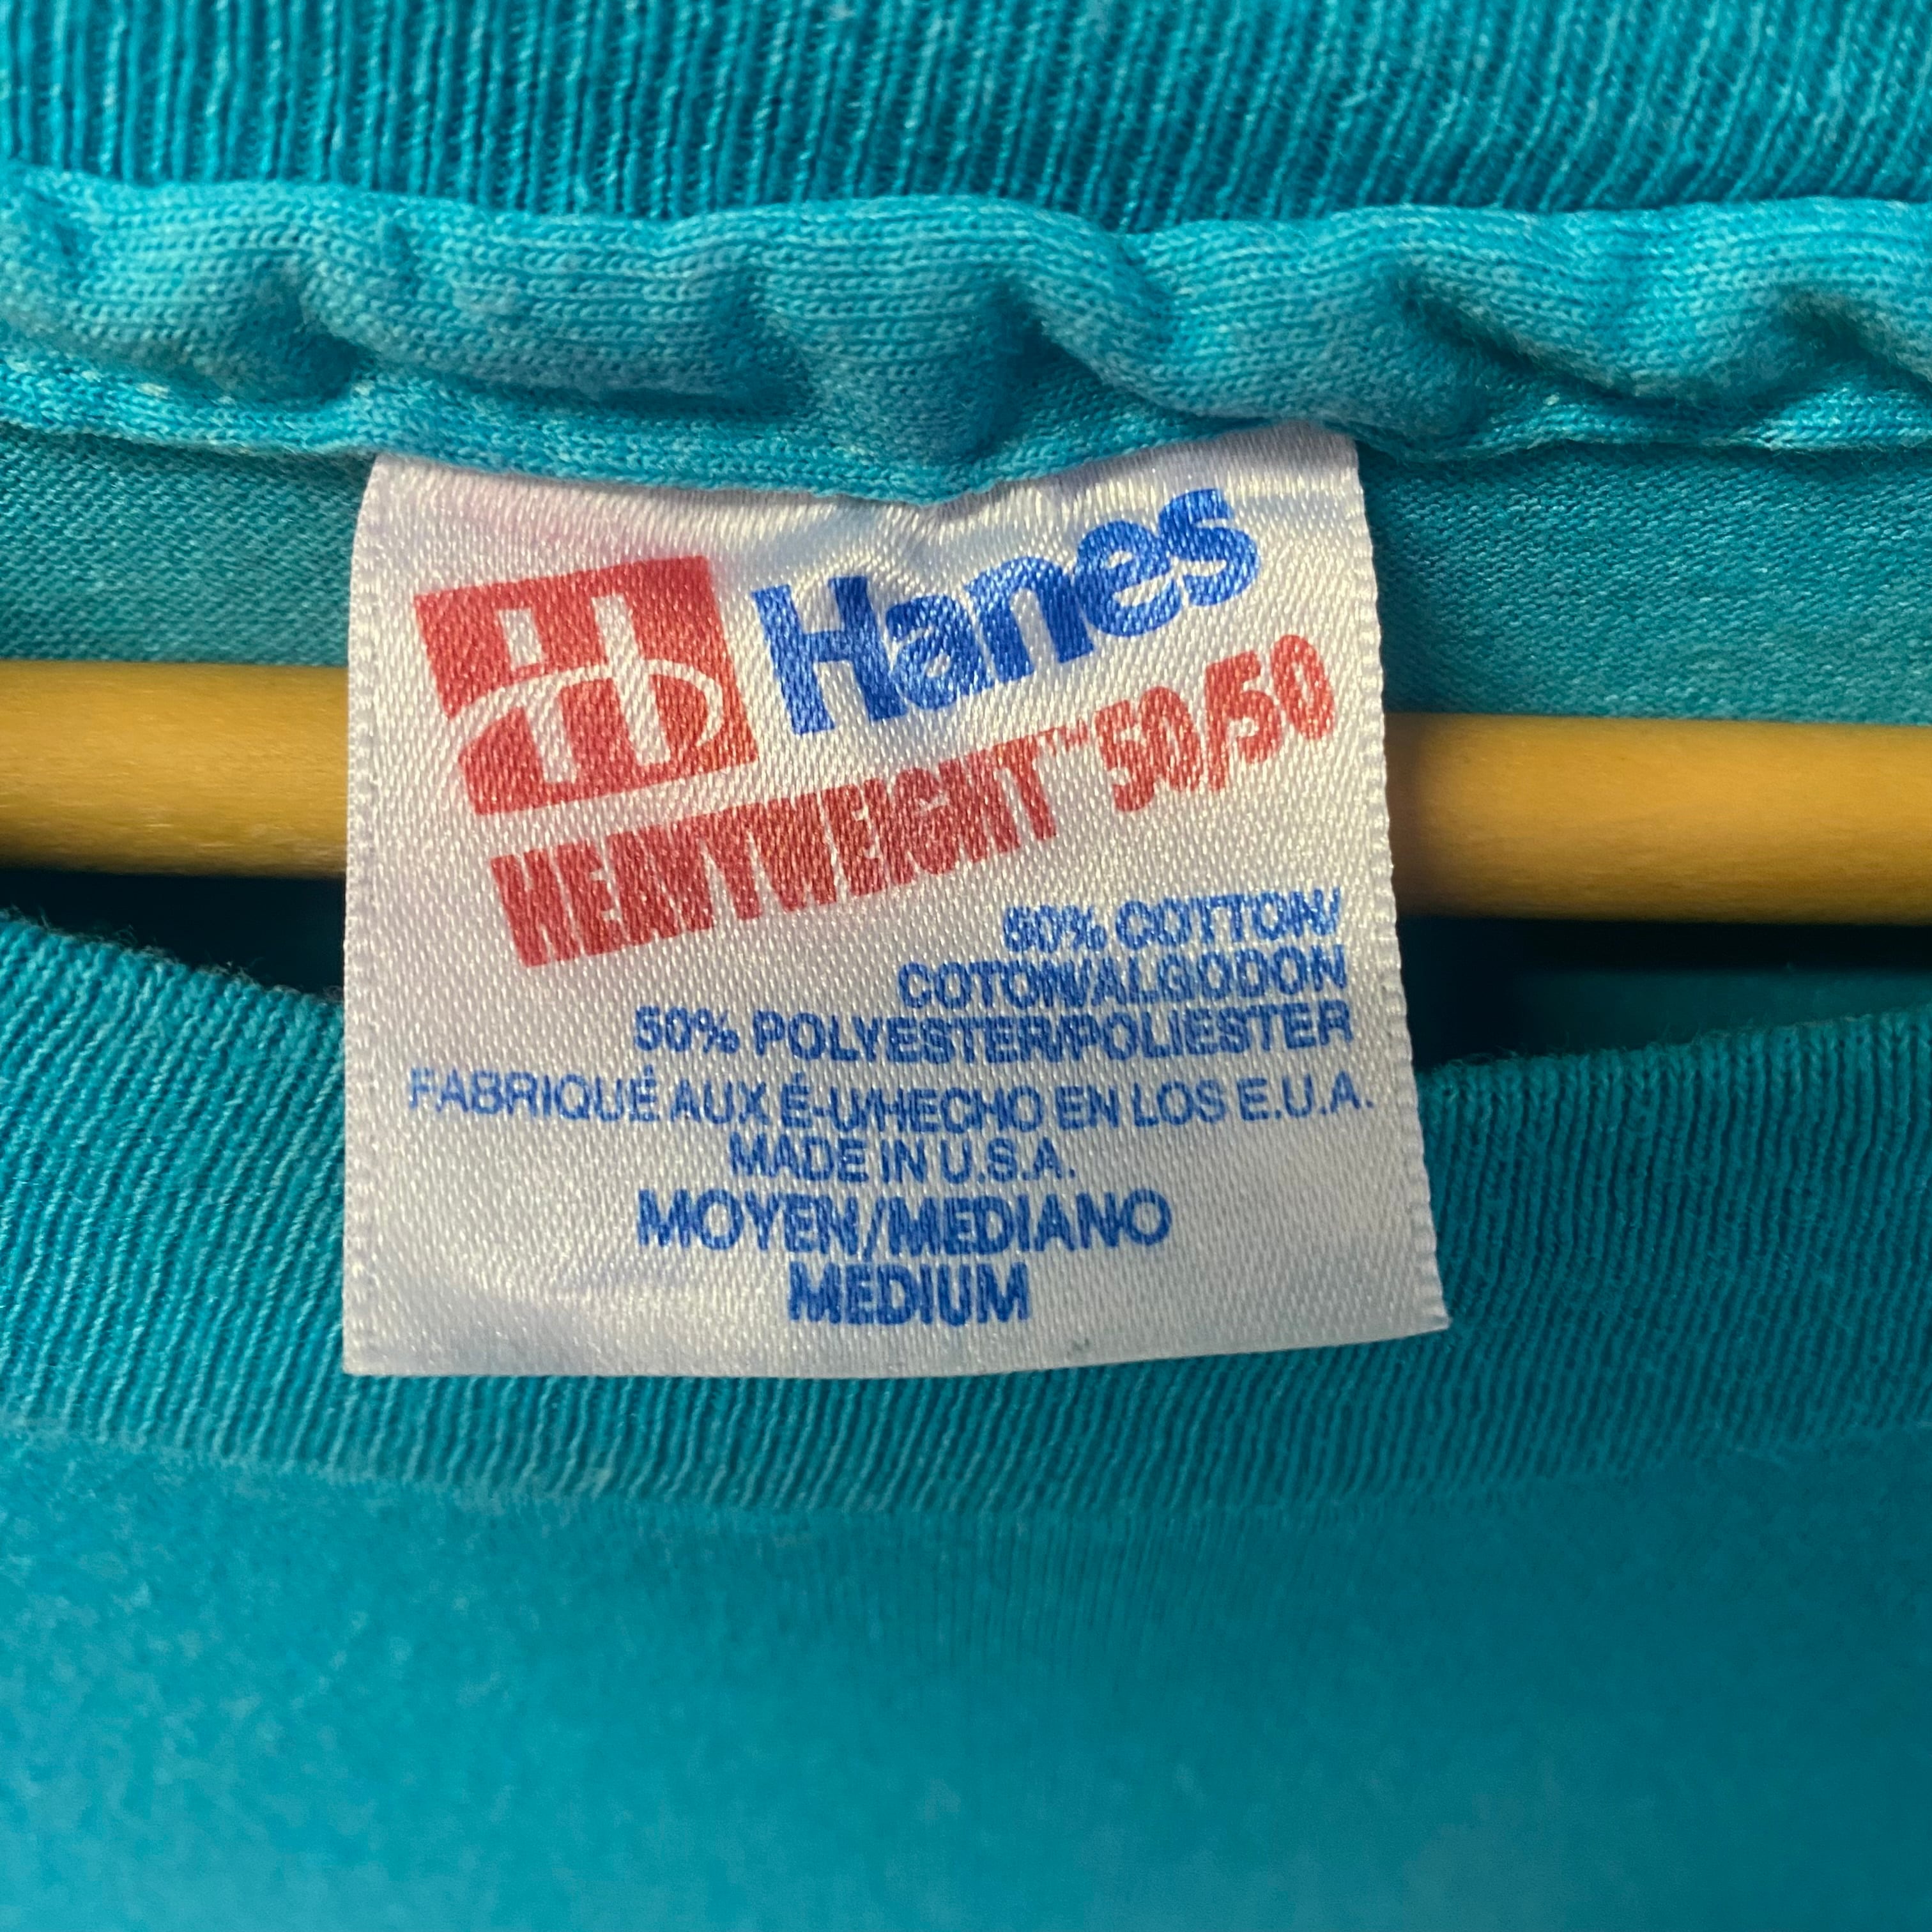 Hanes
HEAVYWEIGHT™ 50/50
50% COTTON/
COTON/ALGODON
50% POLYESTER/POLIESTER
FABRIQUÉ AUX É-U/HECHO EN LOS E.U.A.
MADE IN U.S.A.
MOYEN/MEDIANO
MEDIUM